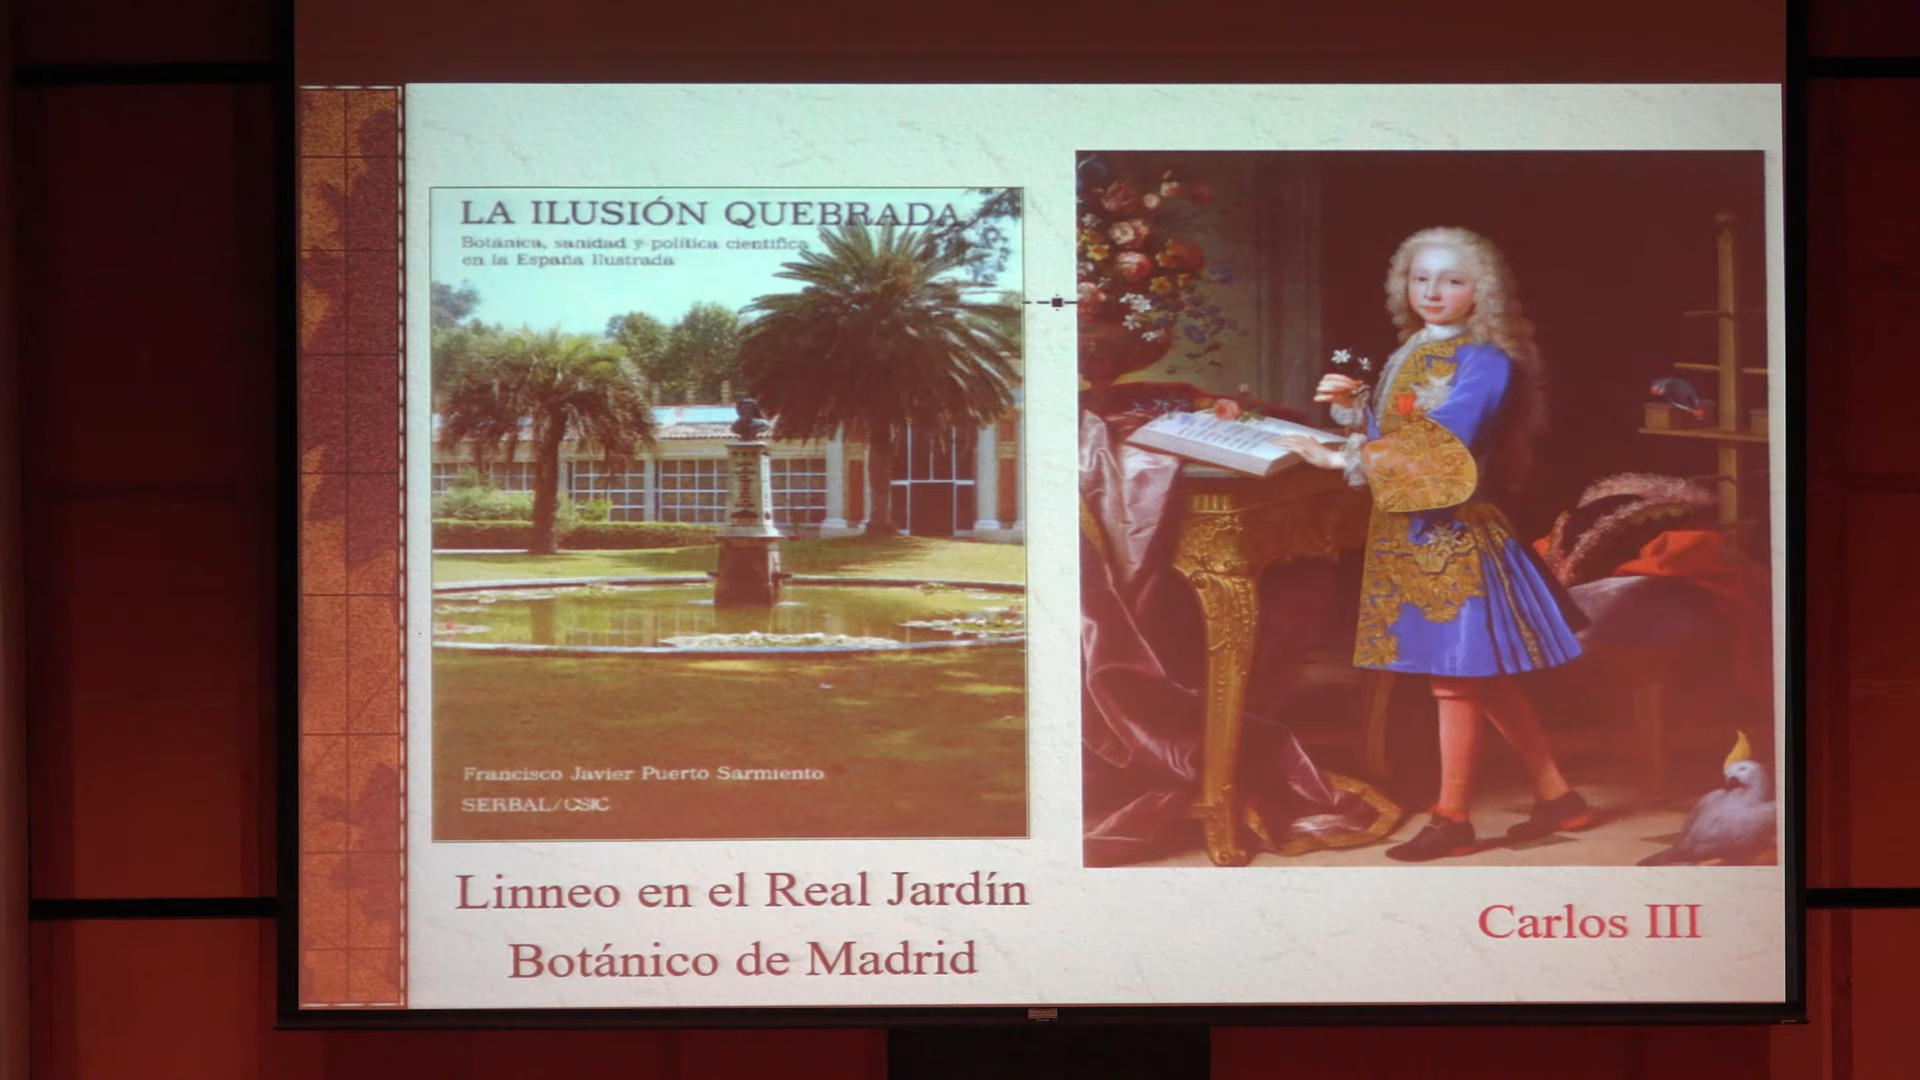 LA ILUSIÓN QUEBRADA
Botánica, sanidad y política científica
en la España Ilustrada
Francisco Javier Puerto Sarmiento
SERBAL/CSIC
Linneo en el Real Jardín
Botánico de Madrid
Carlos III